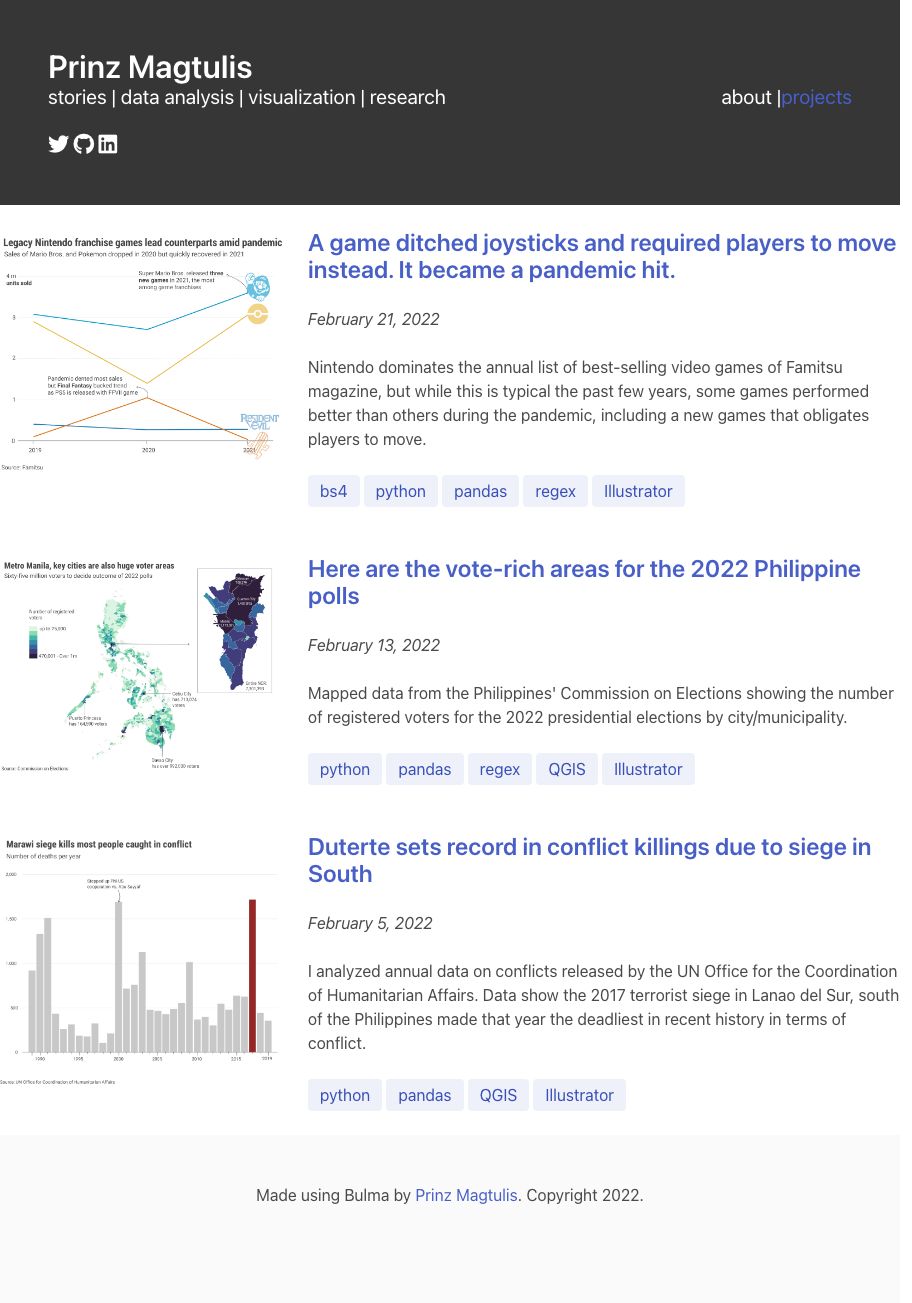 Prinz Magtulis
stories | data analysis | visualization | research
about |projects
Legacy Nintendo franchise games lead counterparts amid pandemic
Sales of Mario Bros. and Pokemon dropped in 2020 but quickly recovered in 2021
4 m
units sold
Super Mario Bros. released three
new games in 2021, the most
among game franchises
3
2
Pandemic dented most sales
but Final Fantasy bucked trend
as PS5 is released with FFVII game
1
RESIDENT
EVIL
0
2019
2020
2021
Source: Famitsu
A game ditched joysticks and required players to move
instead. It became a pandemic hit.
February 21, 2022
Nintendo dominates the annual list of best-selling video games of Famitsu
magazine, but while this is typical the past few years, some games performed
better than others during the pandemic, including a new games that obligates
players to move.
bs4
python
pandas
regex
Illustrator
Metro Manila, key cities are also huge voter areas
Sixty five million voters to decide outcome of 2022 polls
Number of registered
voters
up to 75,000
470,001 - Over 1m
Quezon City
Manila
Entire NCR:
Cebu City
has 713,074
voters
Puerto Princesa
has 164,990 voters
Davao City
has over 992,000 voters
Source: Commission on Elections
Here are the vote-rich areas for the 2022 Philippine
polls
February 13, 2022
Mapped data from the Philippines' Commission on Elections showing the number
of registered voters for the 2022 presidential elections by city/municipality.
python
pandas
regex
QGIS
Illustrator
Marawi siege kills most people caught in conflict
Number of deaths per year
2,000
Stepped up PH-US
cooperation vs. Abu Sayyaf
1,500
1,000
500
0
1990
1995
2000
2005
2010
2015
2019
Source: UN Office for Coordination of Humanitarian Affairs
Duterte sets record in conflict killings due to siege in
South
February 5, 2022
I analyzed annual data on conflicts released by the UN Office for the Coordination
of Humanitarian Affairs. Data show the 2017 terrorist siege in Lanao del Sur, south
of the Philippines made that year the deadliest in recent history in terms of
conflict.
python
pandas
QGIS
Illustrator
Made using Bulma by Prinz Magtulis. Copyright 2022.